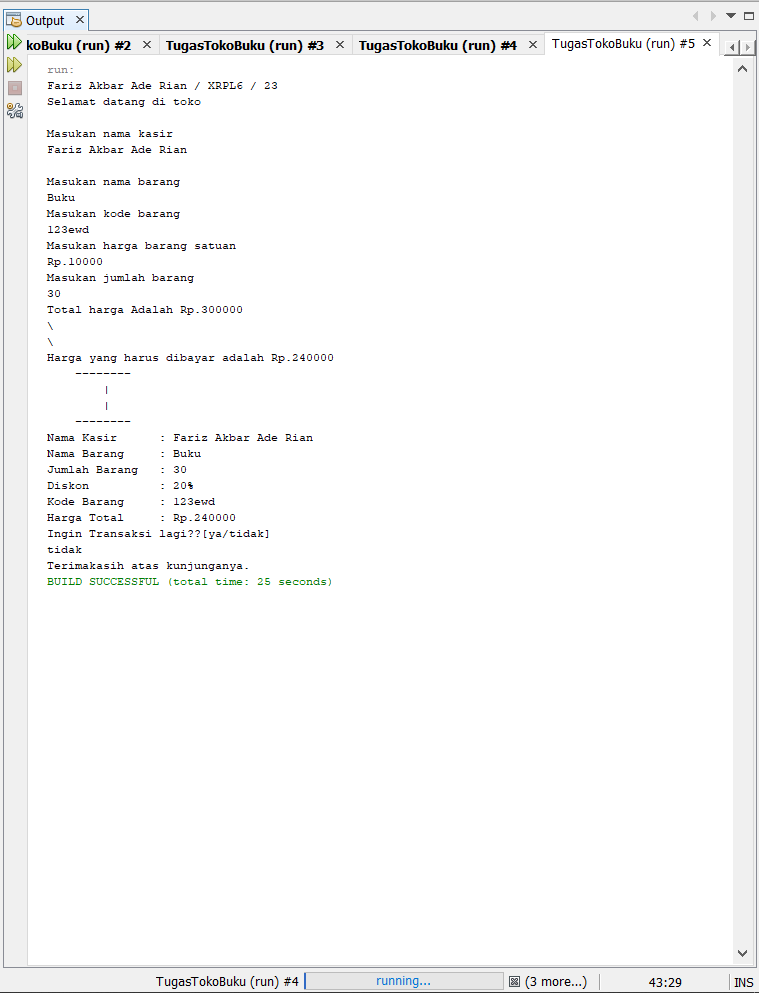 Output
koBuku (run) #2 TugasTokoBuku (run) #3 TugasTokoBuku (run) #4 TugasTokoBuku (run) #5
run:
Fariz Akbar Ade Rian / XRPL6 / 23
Selamat datang di toko
Masukan nama kasir
Fariz Akbar Ade Rian
Masukan nama barang
Buku
Masukan kode barang
123ewd
Masukan harga barang satuan
Rp.10000
Masukan jumlah barang
30
Total harga Adalah Rp.300000
\
\
Harga yang harus dibayar adalah Rp.240000
--------
|
|
--------
Nama Kasir : Fariz Akbar Ade Rian
Nama Barang : Buku
Jumlah Barang : 30
Diskon : 20%
Kode Barang : 123ewd
Harga Total : Rp.240000
Ingin Transaksi lagi??[ya/tidak]
tidak
Terimakasih atas kunjunganya.
BUILD SUCCESSFUL (total time: 25 seconds)
TugasTokoBuku (run) #4 running... (3 more...) 43:29 INS